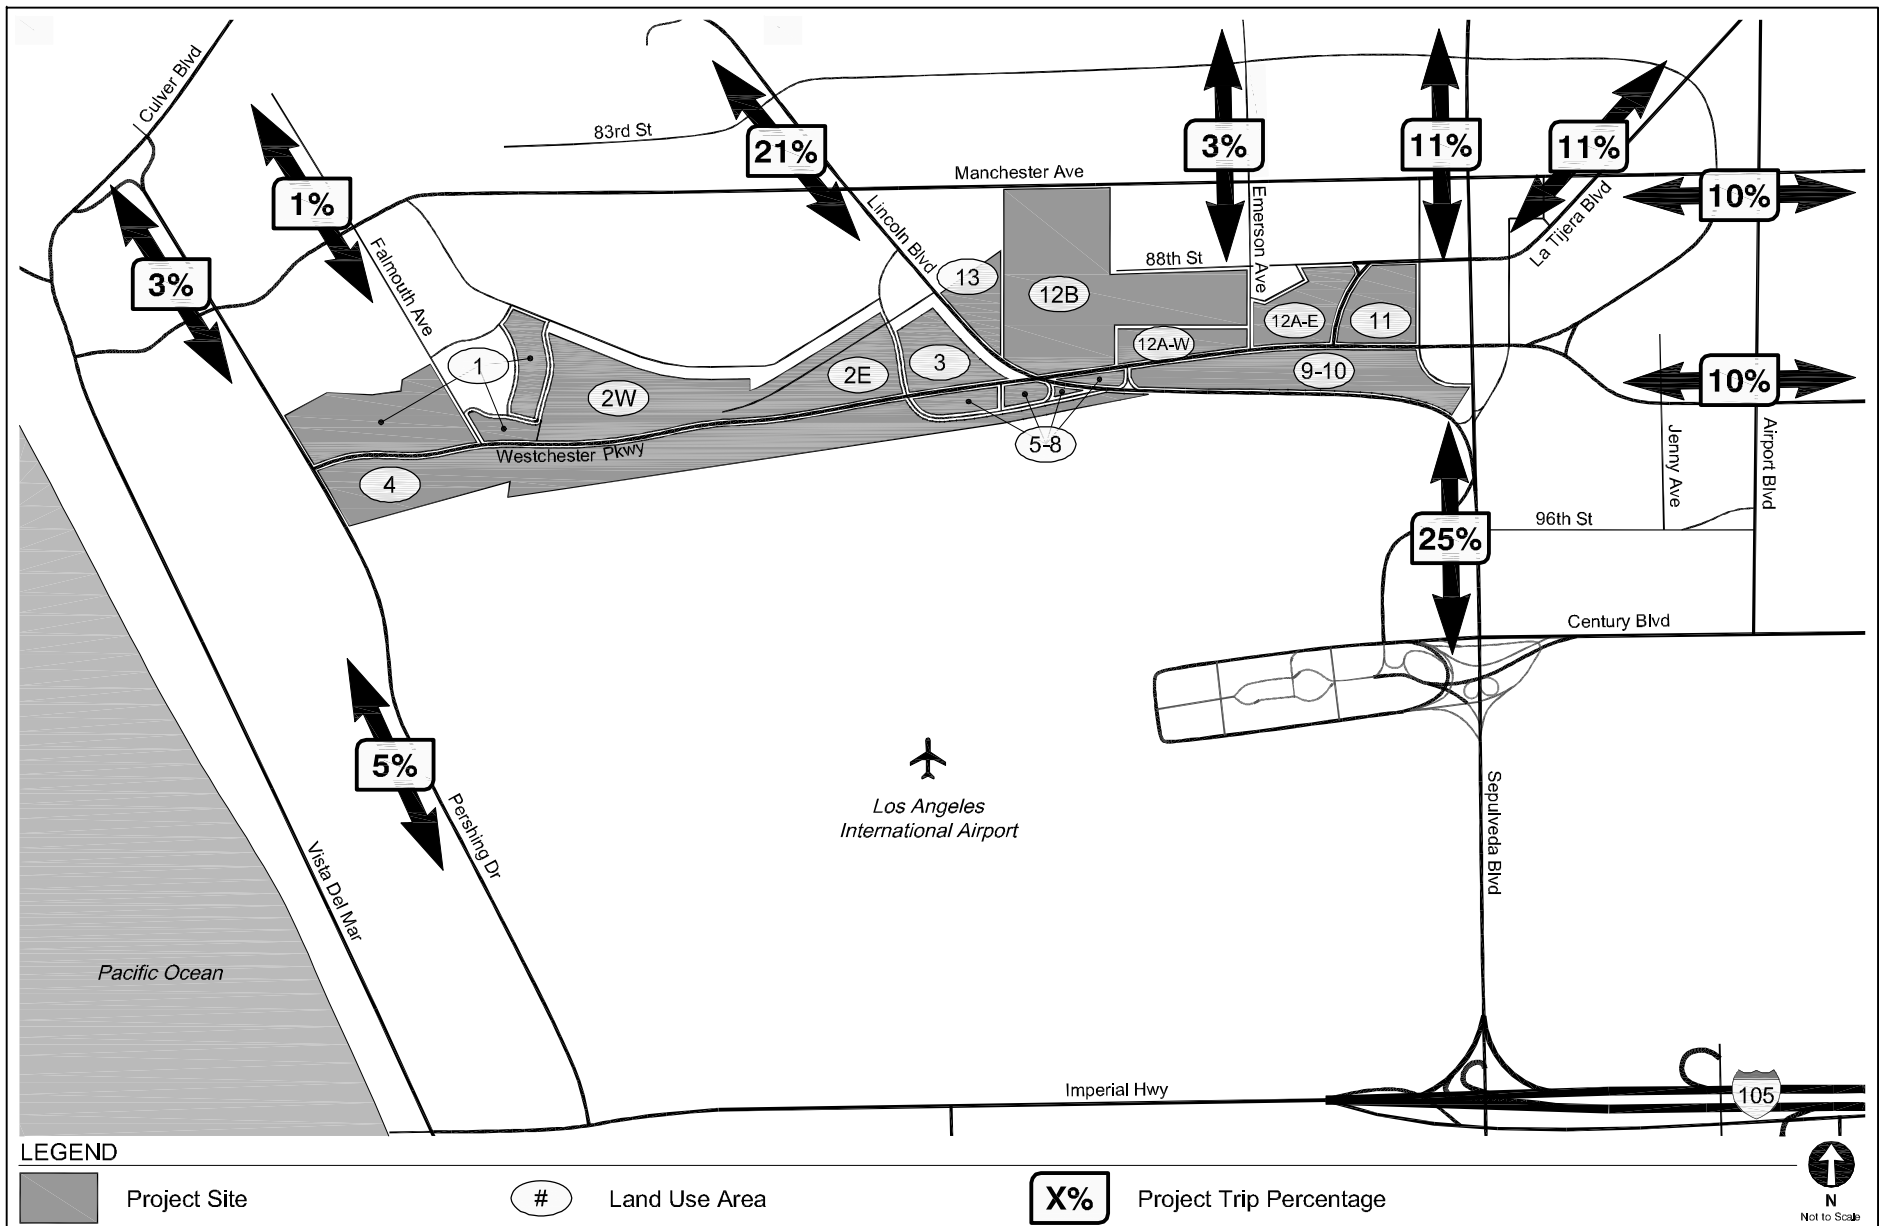 Culver Blvd
83rd St
21%
3%
11%
11%
Manchester Ave
1%
10%
Lincoln Blvd
Emerson Ave
La Tijera Blvd
Falmouth Ave
88th St
3%
13
12B
12A-E
11
12A-W
1
2E
3
9-10
10%
2W
5-8
Westchester Pkwy
4
Jenny Ave
Airport Blvd
96th St
25%
Century Blvd
5%
Los Angeles
International Airport
Pershing Dr
Vista Del Mar
Sepulveda Blvd
Pacific Ocean
Imperial Hwy
105
LEGEND
Project Site
#
Land Use Area
X%
Project Trip Percentage
N
Not to Scale